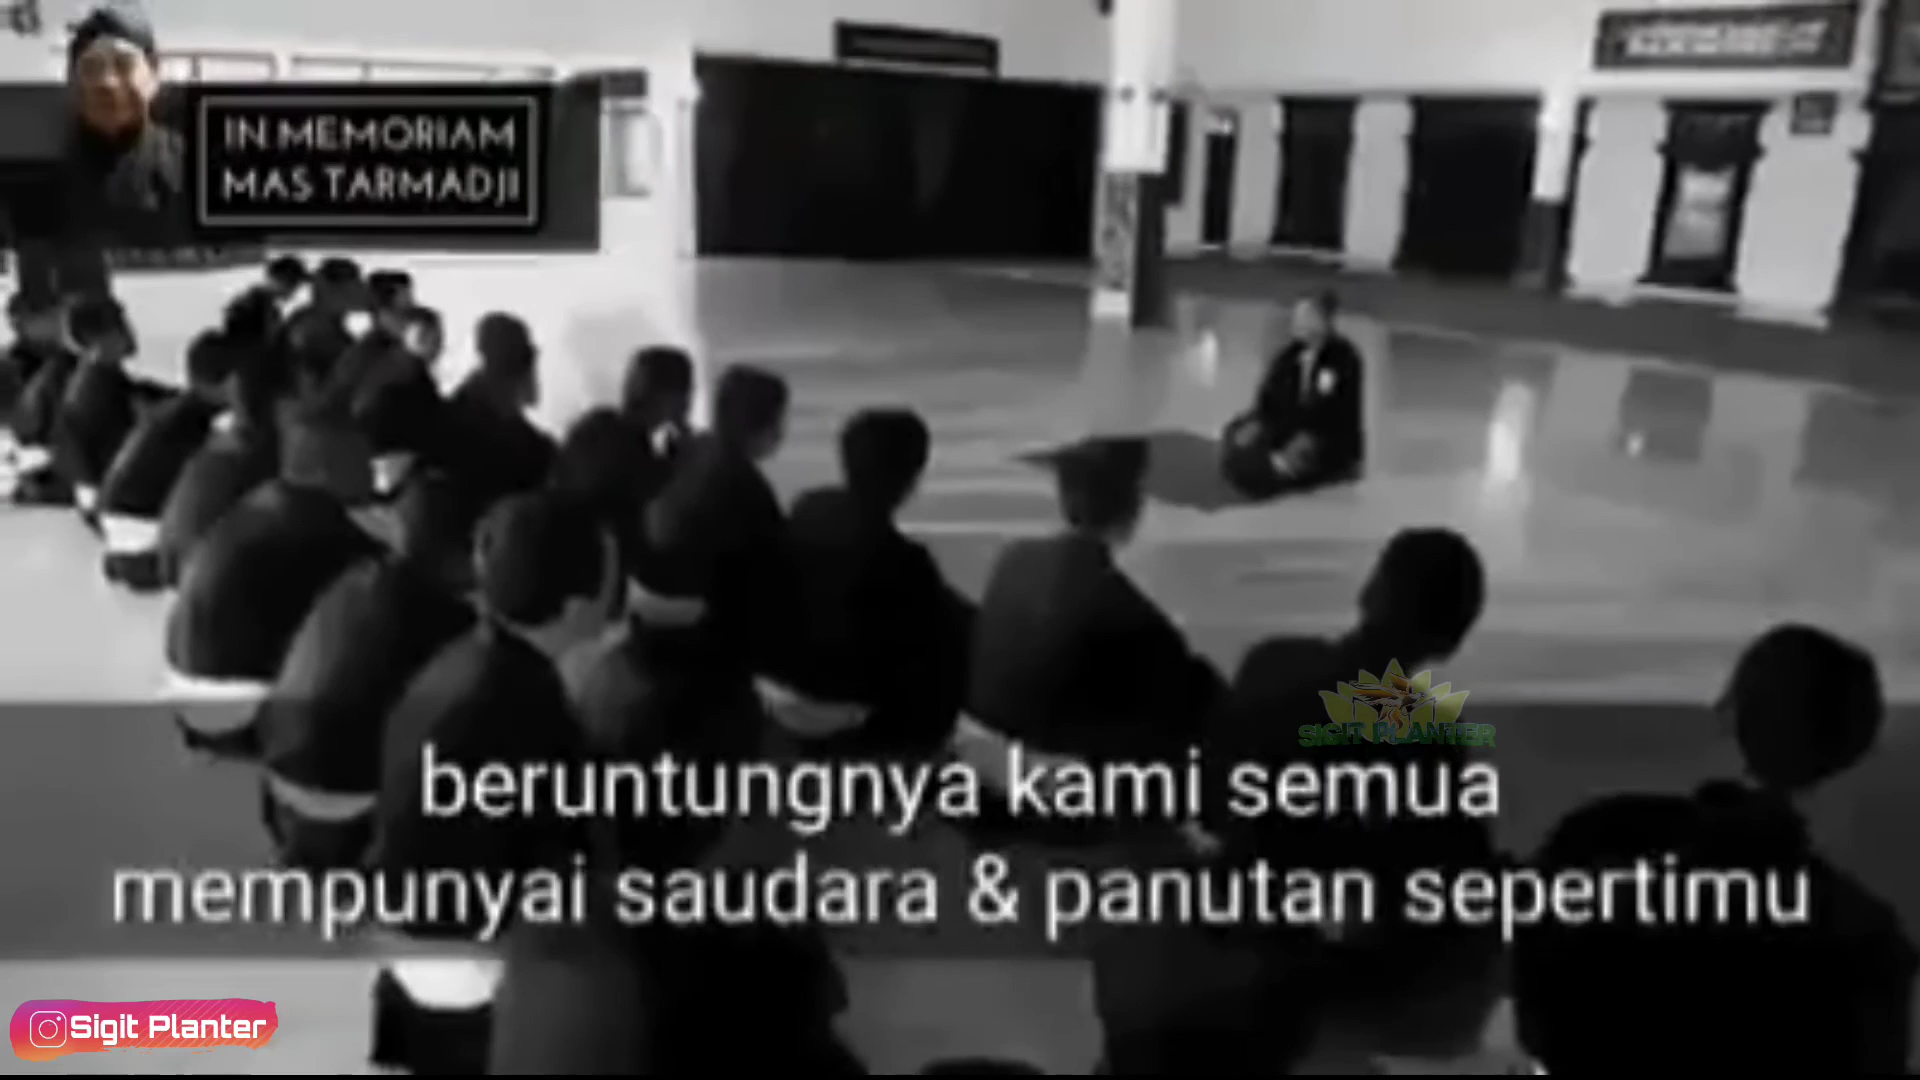 IN MEMORIAM
MAS TARMADJI
SIGIT PLANTER
beruntungnya kami semua
mempunyai saudara & panutan sepertimu
Sigit Planter